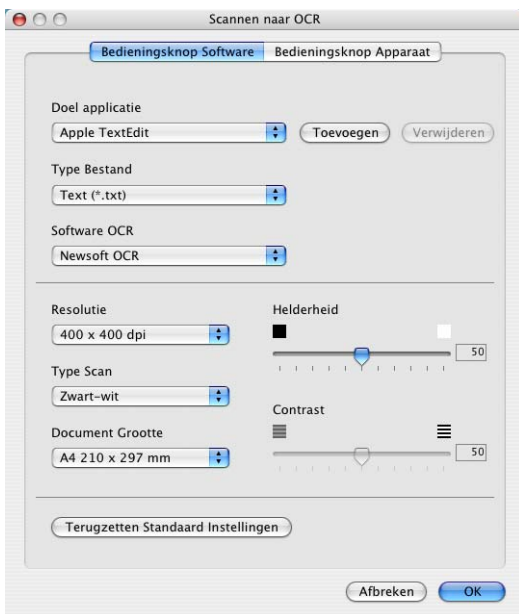 Scannen naar OCR
Bedieningsknop Software Bedieningsknop Apparaat
Doel applicatie
Apple TextEdit Toevoegen Verwijderen
Type Bestand
Text (*.txt)
Software OCR
Newsoft OCR
Resolutie
400 x 400 dpi
Type Scan
Zwart-wit
Document Grootte
A4 210 x 297 mm
Helderheid
50
Contrast
50
Terugzetten Standaard Instellingen
Afbreken OK